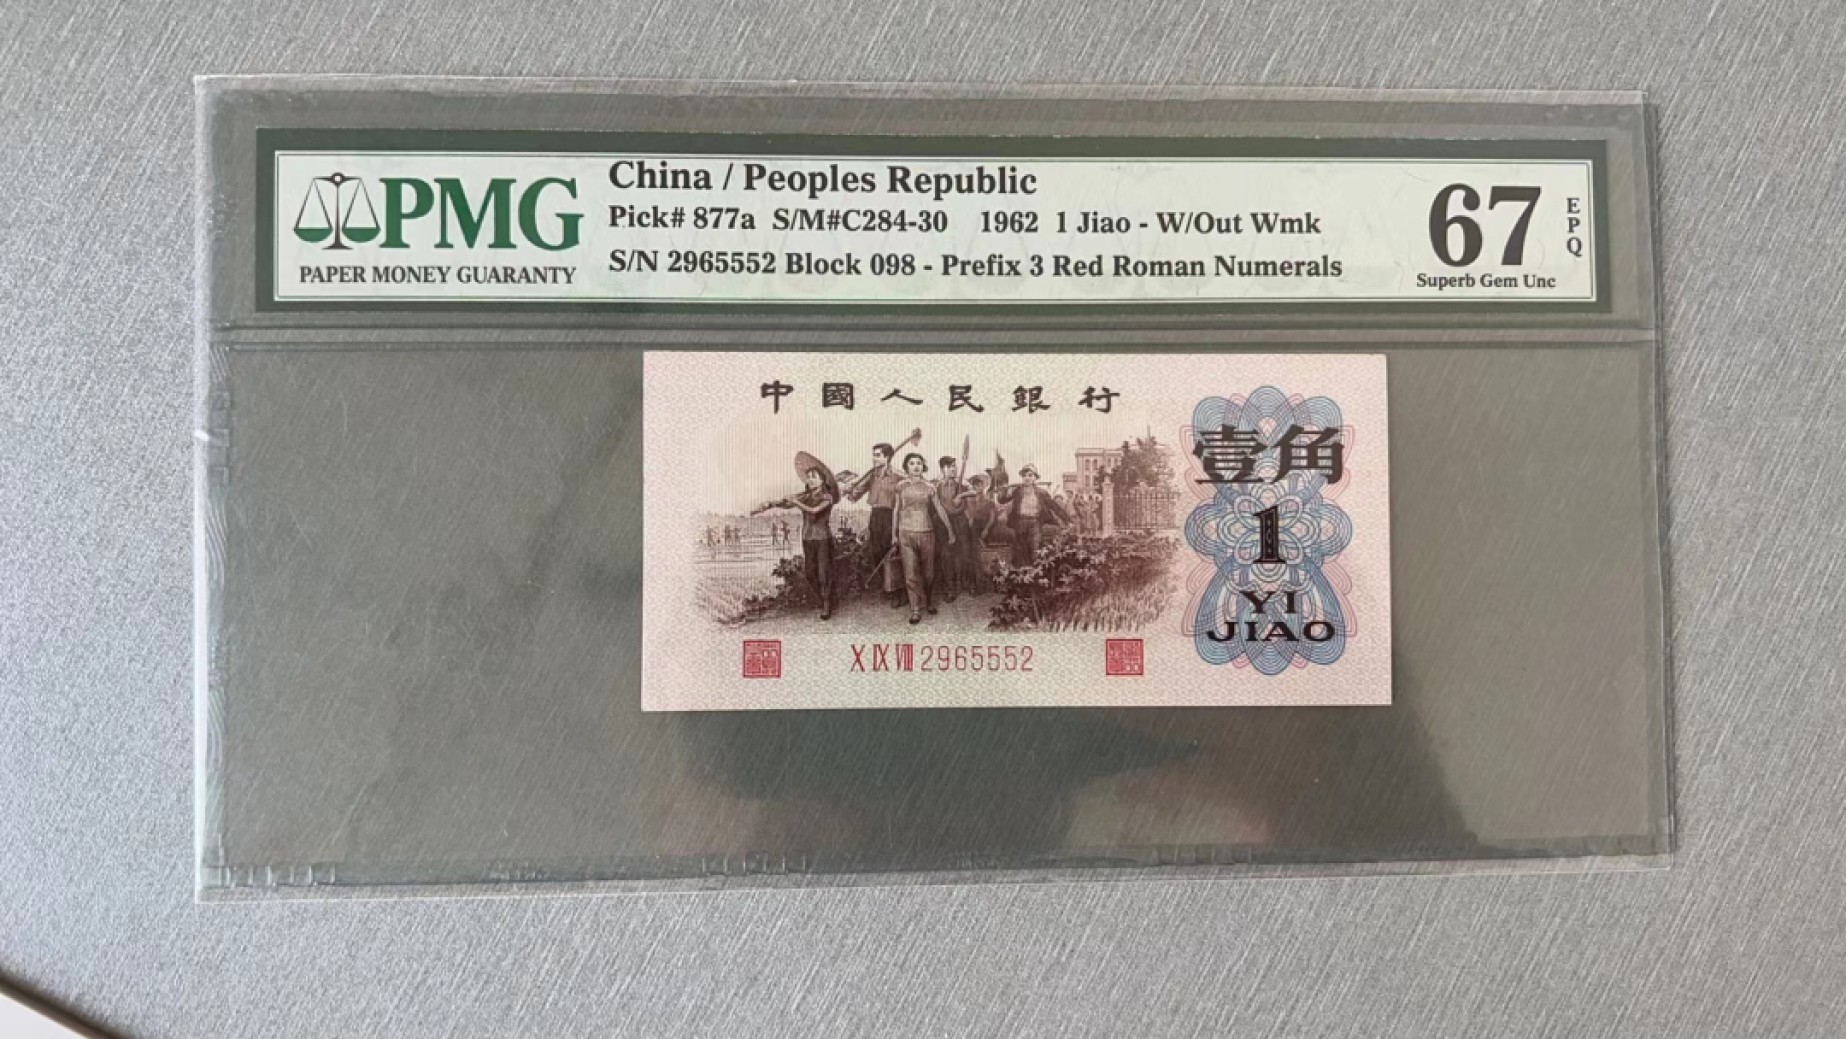 PMG
PAPER MONEY GUARANTY
China / Peoples Republic
Pick# 877a S/M#C284-30 1962 1 Jiao - W/Out Wmk
S/N 2965552 Block 098 - Prefix 3 Red Roman Numerals
67
EPQ
Superb Gem Unc
中國人民銀行
壹角
1
YI
JIAO
X IX VIII 2965552